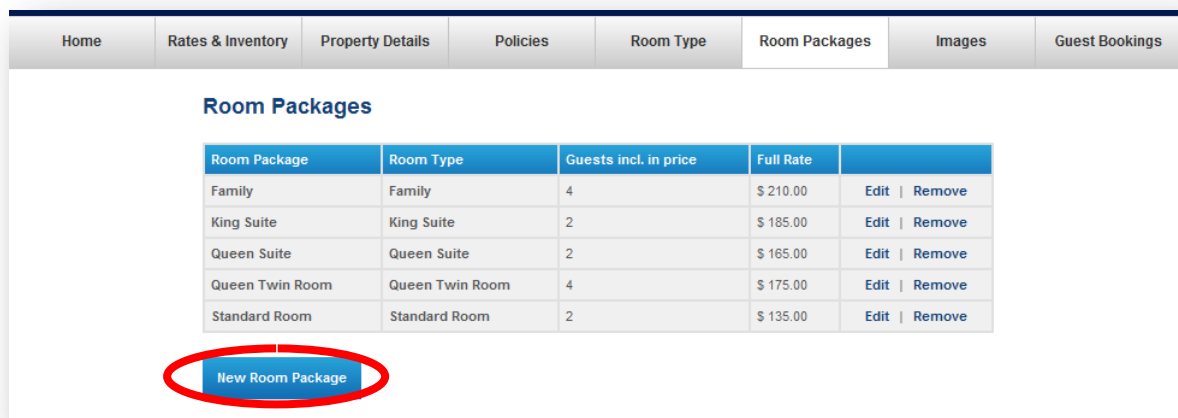 Home Rates & Inventory Property Details Policies Room Type Room Packages Images Guest Bookings
Room Packages
Room Package Room Type Guests incl. in price Full Rate
Family Family 4 $ 210.00 Edit | Remove
King Suite King Suite 2 $ 185.00 Edit | Remove
Queen Suite Queen Suite 2 $ 165.00 Edit | Remove
Queen Twin Room Queen Twin Room 4 $ 175.00 Edit | Remove
Standard Room Standard Room 2 $ 135.00 Edit | Remove
New Room Package